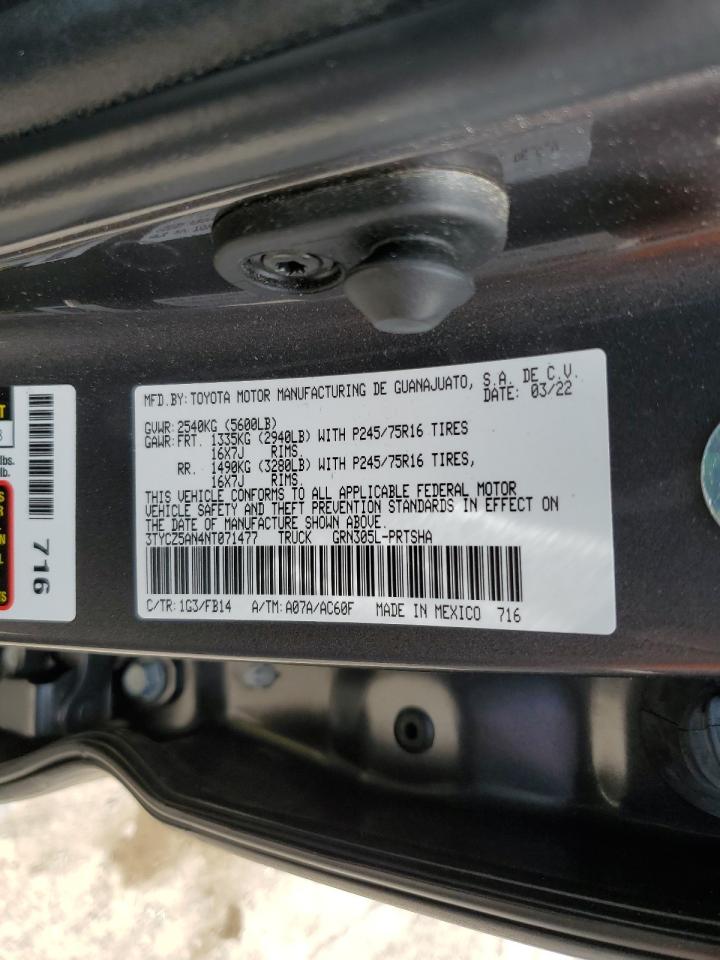 MFD.BY: TOYOTA MOTOR MANUFACTURING DE GUANAJUATO, S.A. DE C.V.
DATE: 03/22
GVWR: 2540KG (5600LB)
GAWR: FRT. 1335KG (2940LB) WITH P245/75R16 TIRES
16X7J RIMS,
RR. 1490KG (3280LB) WITH P245/75R16 TIRES,
16X7J RIMS.
THIS VEHICLE CONFORMS TO ALL APPLICABLE FEDERAL MOTOR
VEHICLE SAFETY AND THEFT PREVENTION STANDARDS IN EFFECT ON
THE DATE OF MANUFACTURE SHOWN ABOVE.
3TYCZ5AN4NT071477 TRUCK GRN305L-PRTSHA
C/TR: 1G3/FB14 A/TM: A07A/AC60F MADE IN MEXICO 716
lbs.
lb.
716